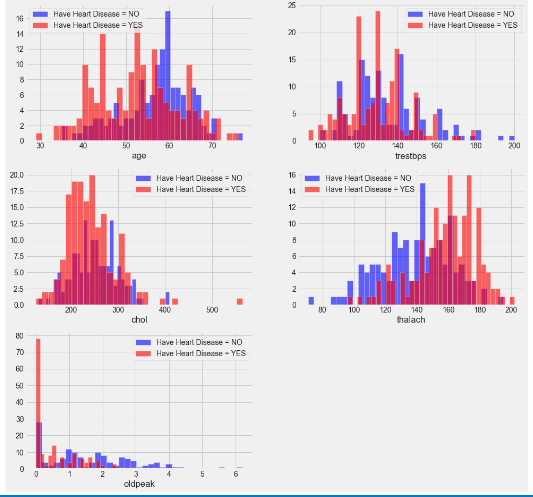 Have Heart Disease = NO
Have Heart Disease = YES
16
14
12
10
8
6
4
2
0
30 40 50 60 70
age
Have Heart Disease = NO
Have Heart Disease = YES
25
20
15
10
5
0
100 120 140 160 180 200
trestbps
Have Heart Disease = NO
Have Heart Disease = YES
20.0
17.5
15.0
12.5
10.0
7.5
5.0
2.5
0.0
200 300 400 500
chol
Have Heart Disease = NO
Have Heart Disease = YES
16
14
12
10
8
6
4
2
0
80 100 120 140 160 180 200
thalach
Have Heart Disease = NO
Have Heart Disease = YES
80
70
60
50
40
30
20
10
0
0 1 2 3 4 5 6
oldpeak